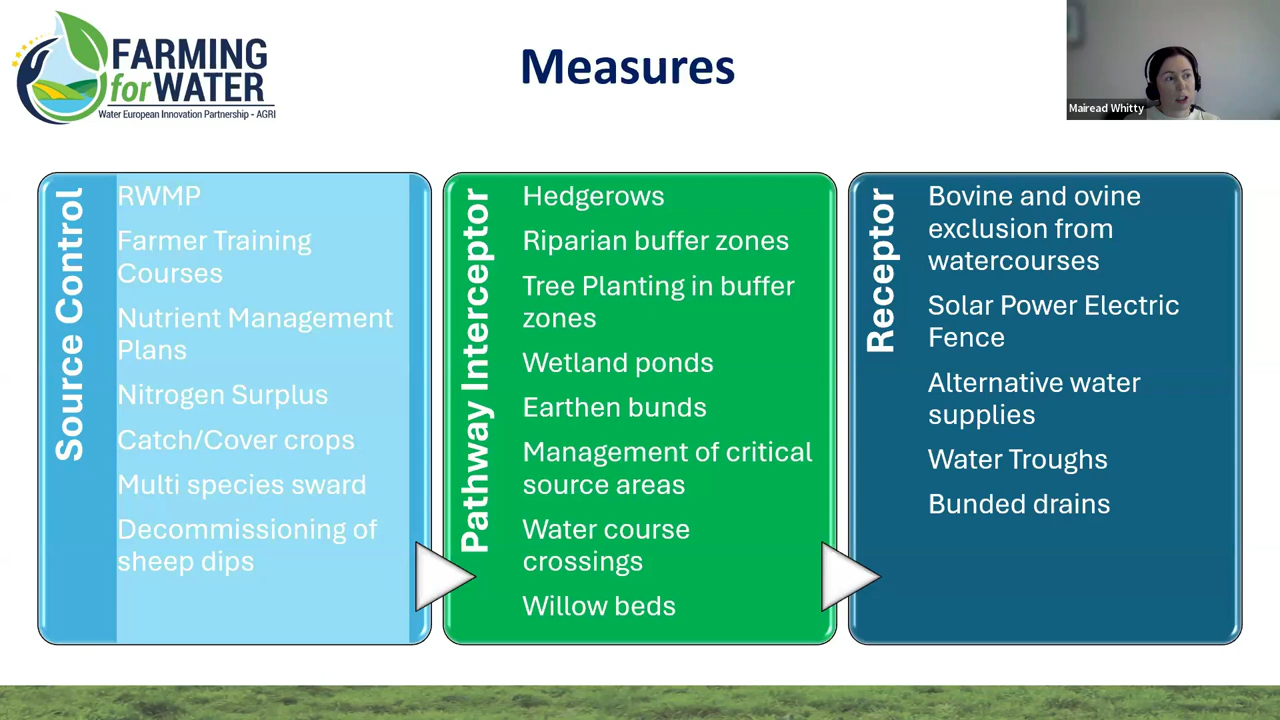 FARMING
for WATER
Water European Innovation Partnership - AGRI
Measures
Mairead Whitty
Source Control
RWMP
Farmer Training
Courses
Nutrient Management
Plans
Nitrogen Surplus
Catch/Cover crops
Multi species sward
Decommissioning of
sheep dips
Pathway Interceptor
Hedgerows
Riparian buffer zones
Tree Planting in buffer
zones
Wetland ponds
Earthen bunds
Management of critical
source areas
Water course
crossings
Willow beds
Receptor
Bovine and ovine
exclusion from
watercourses
Solar Power Electric
Fence
Alternative water
supplies
Water Troughs
Bunded drains